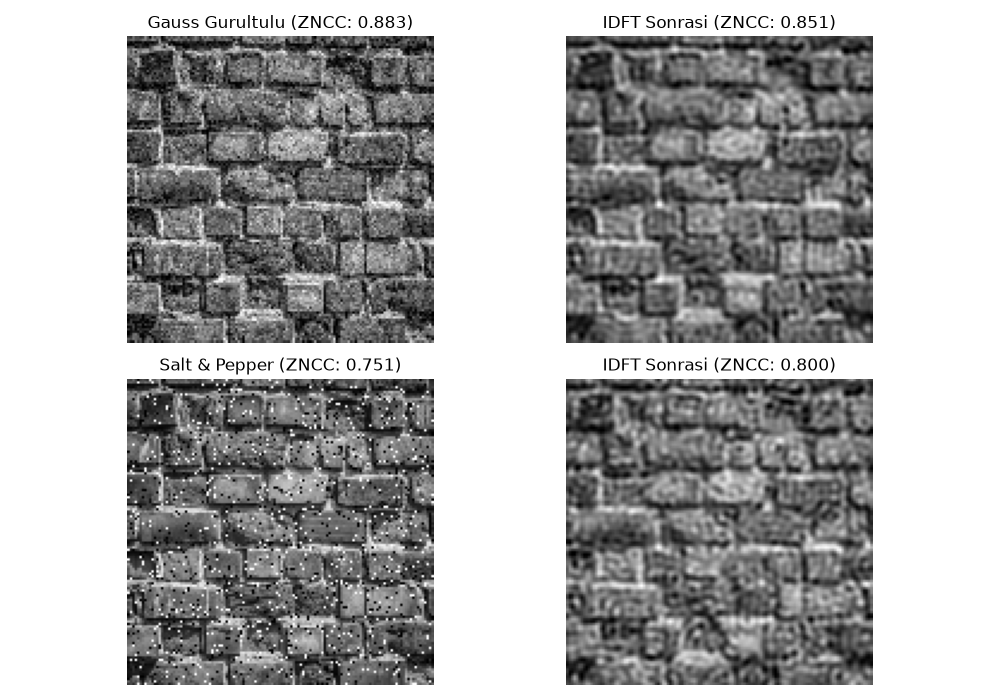 Gauss Gurultulu (ZNCC: 0.883)
IDFT Sonrasi (ZNCC: 0.851)
Salt & Pepper (ZNCC: 0.751)
IDFT Sonrasi (ZNCC: 0.800)